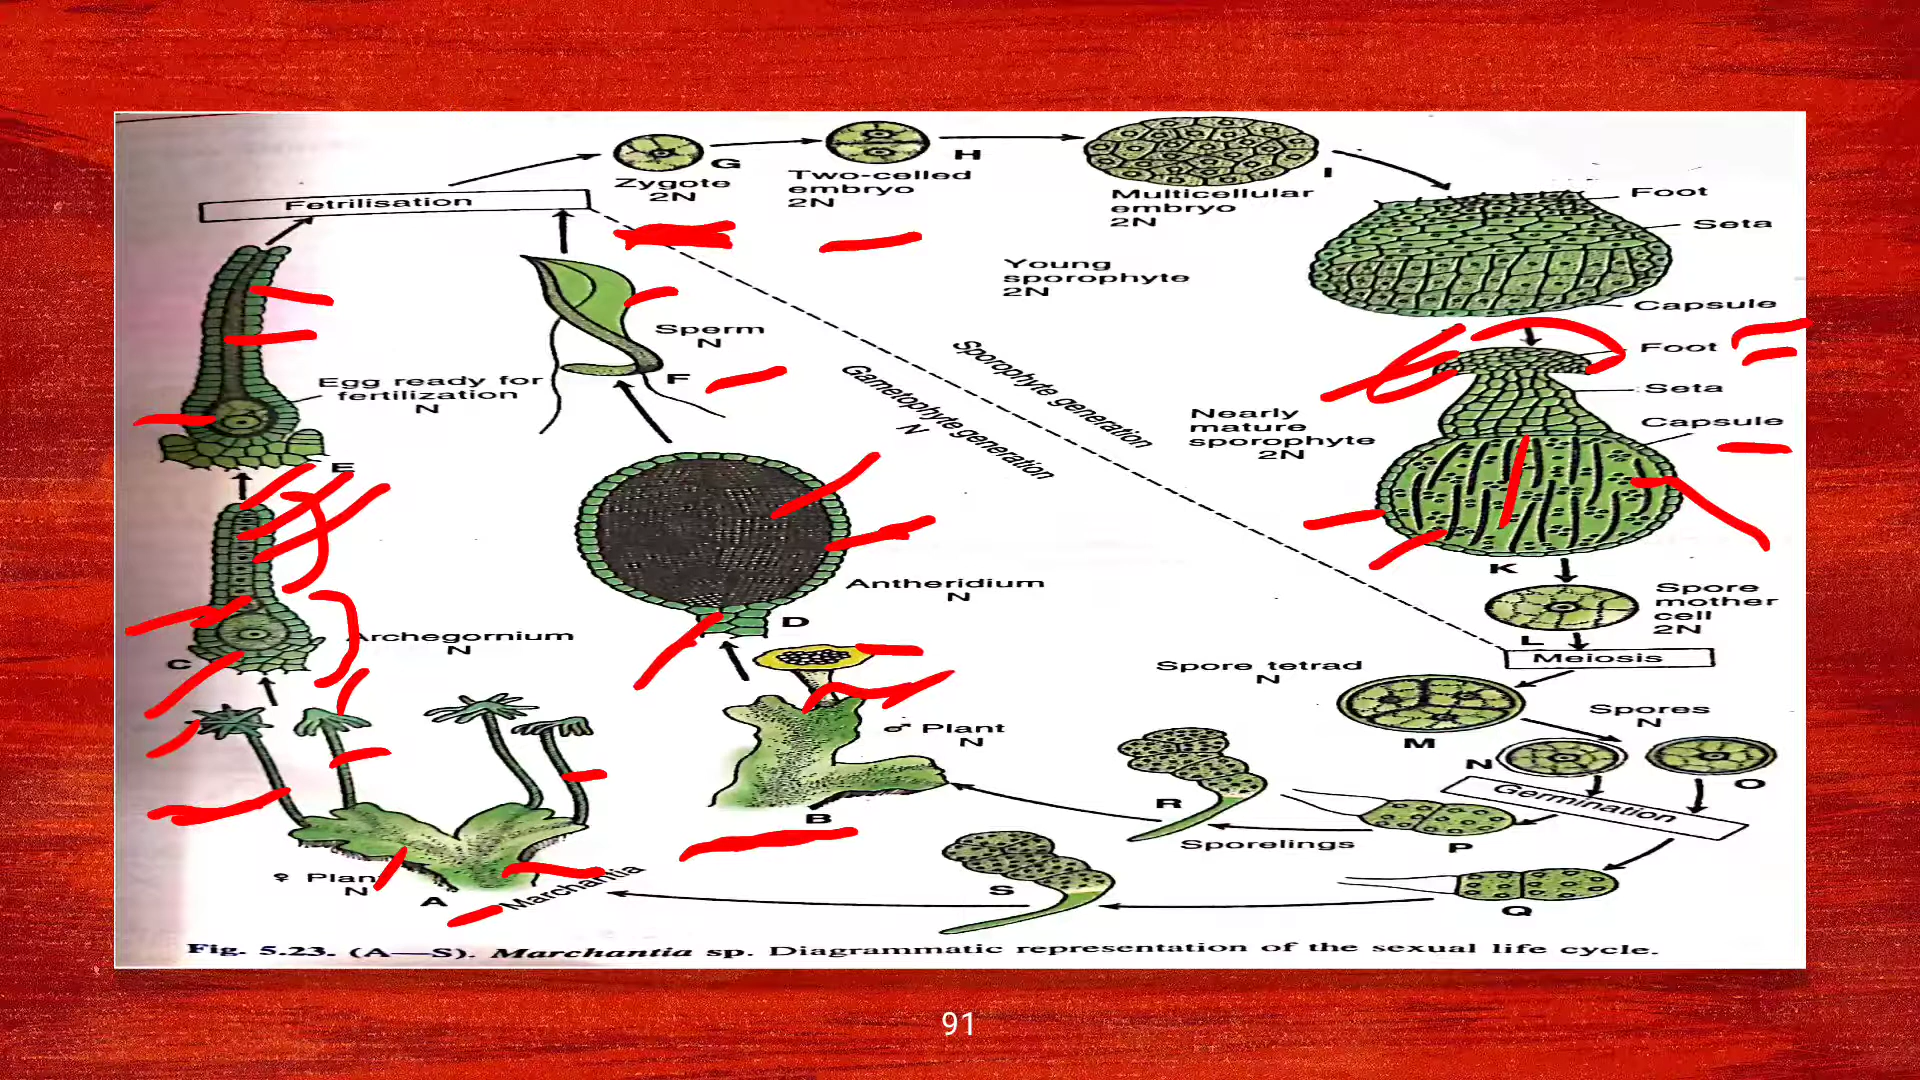 Fetrilisation
G
Zygote
2N
H
Two-celled
embryo
2N
I
Multicellular
embryo
2N
Foot
Seta
Capsule
Young
sporophyte
2N
Sperm
N
F
Egg ready for
fertilization
N
E
Sporophyte generation
Gametophyte generation
N
Foot
Seta
Capsule
Nearly
mature
sporophyte
2N
K
Antheridium
N
D
Archegornium
N
C
Spore
mother
cell
2N
L
Meiosis
Spore tetrad
N
M
Spores
N
N
O
Germination
♂ Plant
N
B
R
Sporelings
P
S
Q
♀ Plant
N
A
Marchantia
Fig. 5.23. (A—S). Marchantia sp. Diagrammatic representation of the sexual life cycle.
91